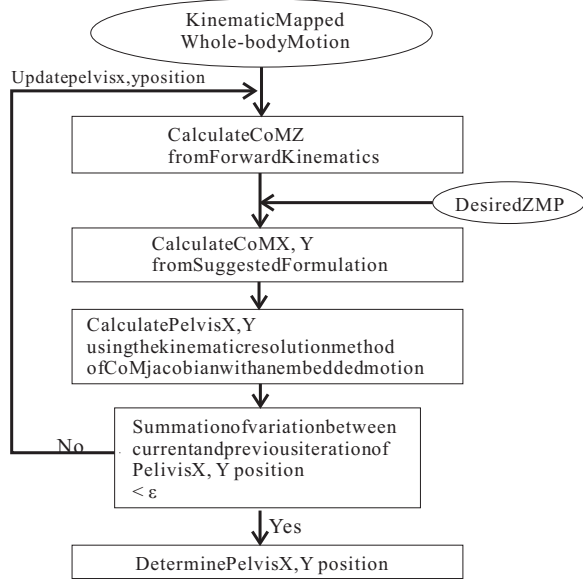 KinematicMapped
Whole-bodyMotion
Updatepelvisx,yposition
CalculateCoMZ
fromForwardKinematics
DesiredZMP
CalculateCoMX, Y
fromSuggestedFormulation
CalculatePelvisX,Y
usingthekinematicresolutionmethod
ofCoMjacobianwithanembeddedmotion
Summationofvariationbetween
currentandpreviousiterationof
PelivisX, Y position
< ε
No
Yes
DeterminePelvisX,Y position